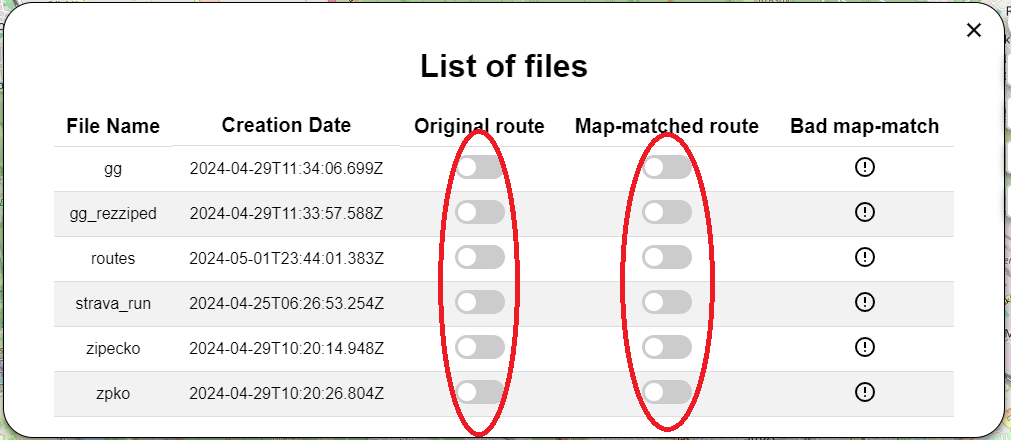 List of files
File Name Creation Date Original route Map-matched route Bad map-match
gg 2024-04-29T11:34:06.699Z
gg_rezziped 2024-04-29T11:33:57.588Z
routes 2024-05-01T23:44:01.383Z
strava_run 2024-04-25T06:26:53.254Z
zipecko 2024-04-29T10:20:14.948Z
zpko 2024-04-29T10:20:26.804Z